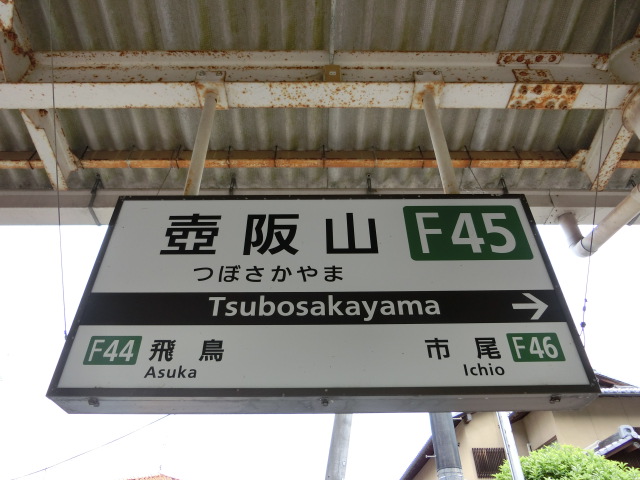 壺阪山 F45
つぼさかやま
Tsubosakayama →
F44 飛鳥 市尾 F46
Asuka Ichio